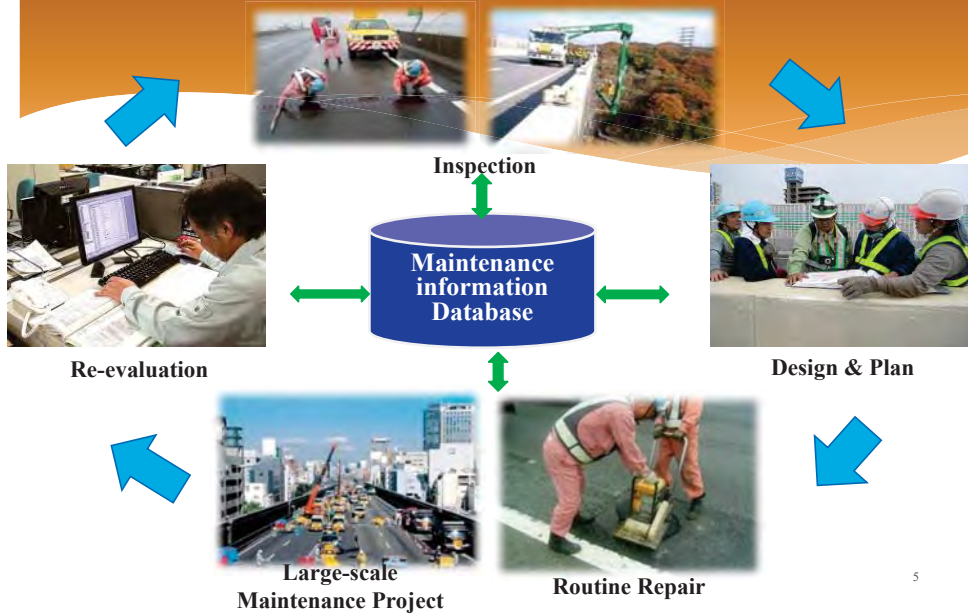 Inspection
Maintenance
information
Database
Re-evaluation
Design & Plan
Large-scale
Maintenance Project
Routine Repair
5